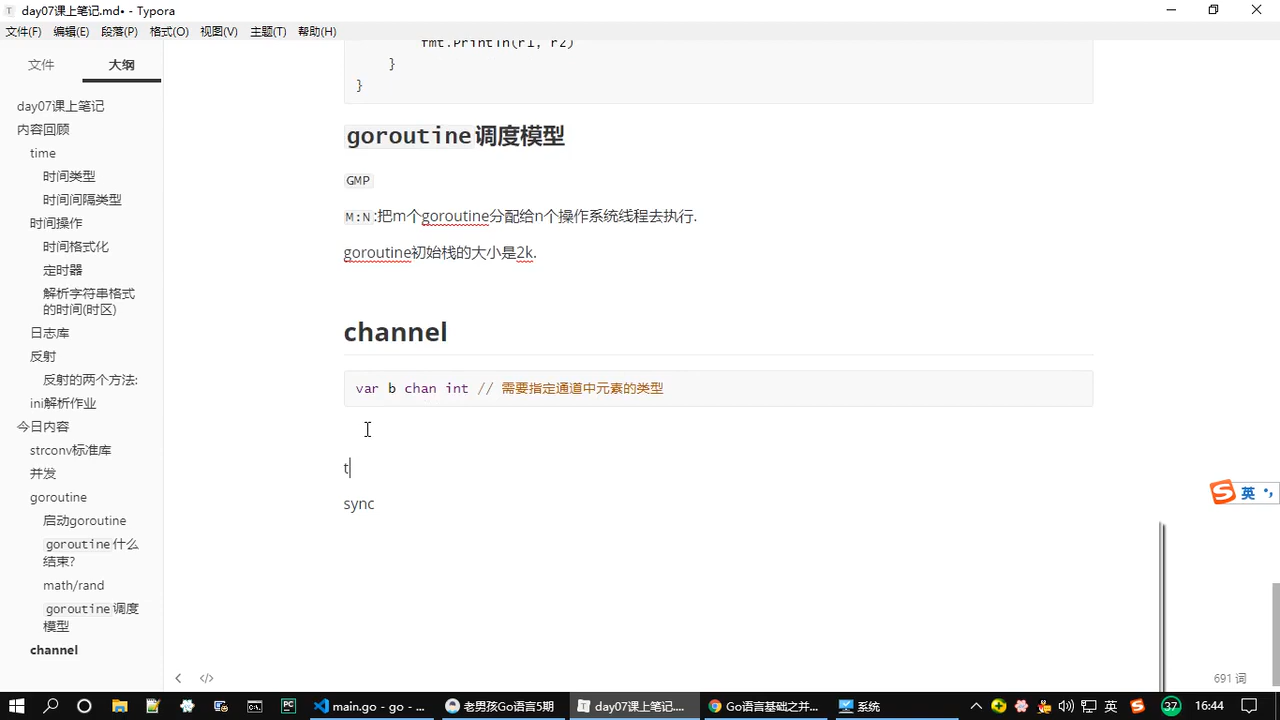 day07课上笔记.md• - Typora
文件(F) 编辑(E) 段落(P) 格式(O) 视图(V) 主题(T) 帮助(H)
文件 大纲
day07课上笔记
内容回顾
time
时间类型
时间间隔类型
时间操作
时间格式化
定时器
解析字符串格式
的时间(时区)
日志库
反射
反射的两个方法:
ini解析作业
今日内容
strconv标准库
并发
goroutine
启动goroutine
goroutine什么
结束?
math/rand
goroutine调度
模型
channel
fmt.Println(r1, r2)
}
}
goroutine调度模型
GMP
M:N:把m个goroutine分配给n个操作系统线程去执行.
goroutine初始栈的大小是2k.
channel
var b chan int // 需要指定通道中元素的类型
t
sync
英
691 词
main.go - go - ...
老男孩Go语言5期
day07课上笔记....
Go语言基础之并...
系统
37
英
16:44